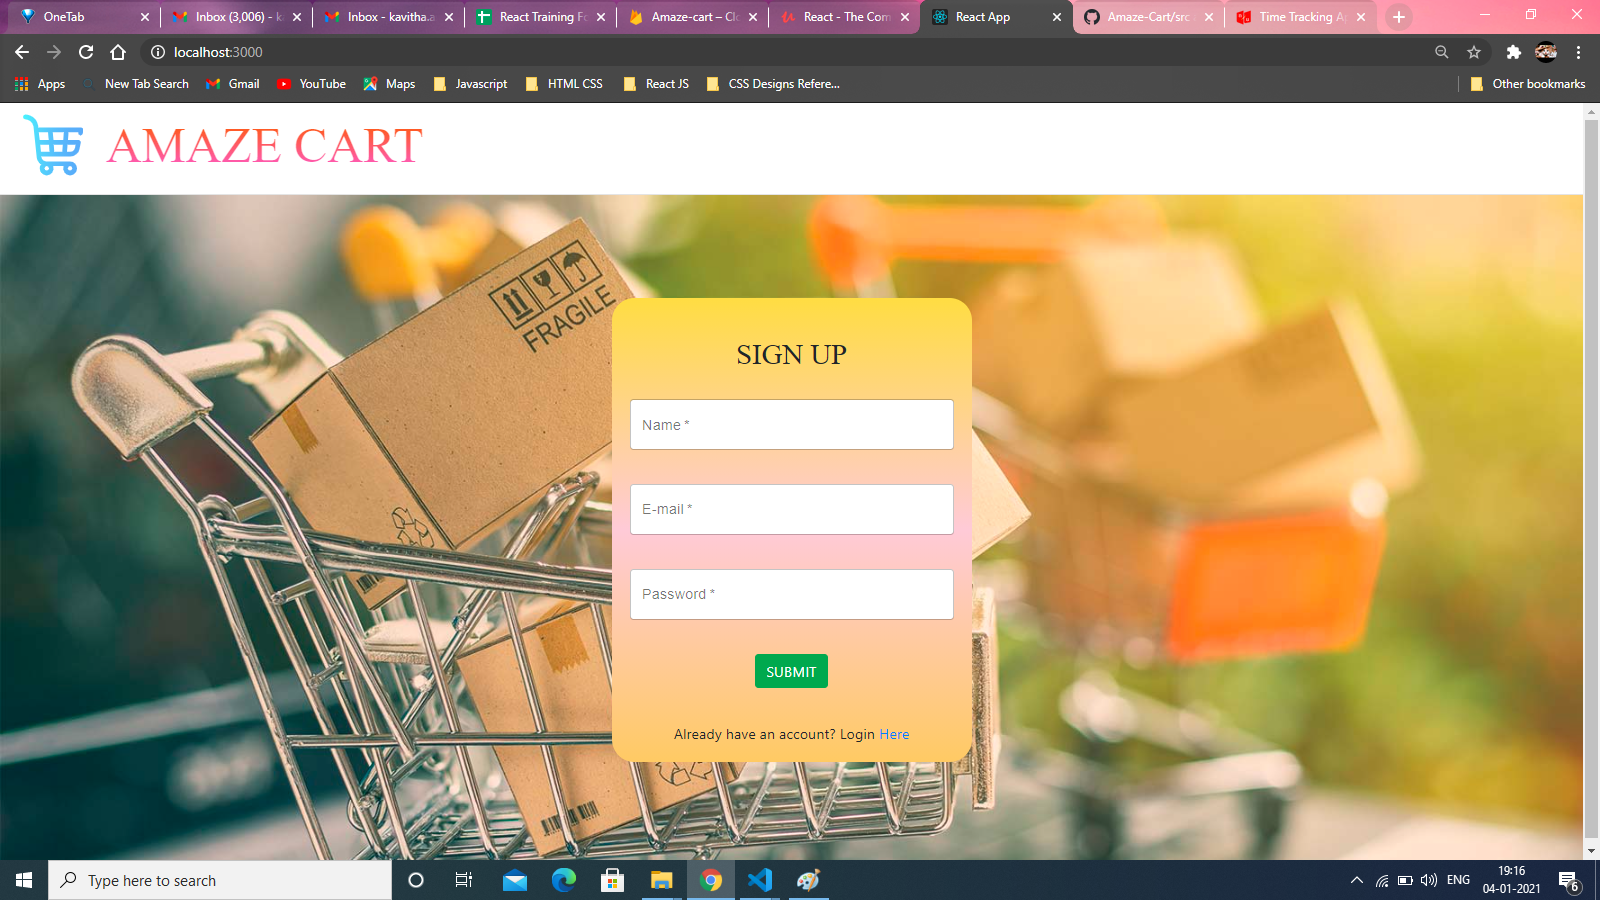 OneTab
Inbox (3,006) - k
Inbox - kavitha.a
React Training Fo
Amaze-cart – Clo
React - The Com
React App
Amaze-Cart/src
Time Tracking Ap
localhost:3000
Apps
New Tab Search
Gmail
YouTube
Maps
Javascript
HTML CSS
React JS
CSS Designs Refere...
Other bookmarks
AMAZE CART
FRAGILE
SIGN UP
Name *
E-mail *
Password *
SUBMIT
Already have an account? Login Here
Type here to search
ENG
19:16
04-01-2021
6